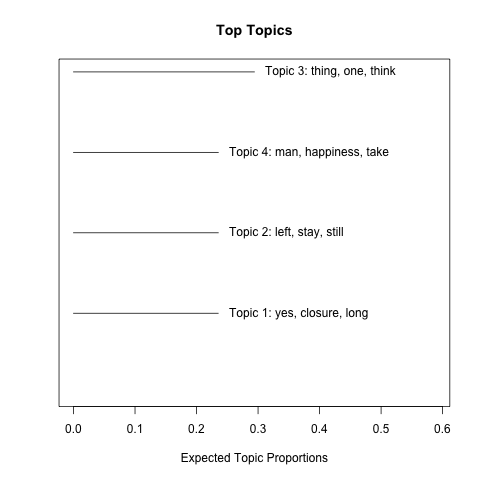 Top Topics
Topic 3: thing, one, think
Topic 4: man, happiness, take
Topic 2: left, stay, still
Topic 1: yes, closure, long
0.0 0.1 0.2 0.3 0.4 0.5 0.6
Expected Topic Proportions